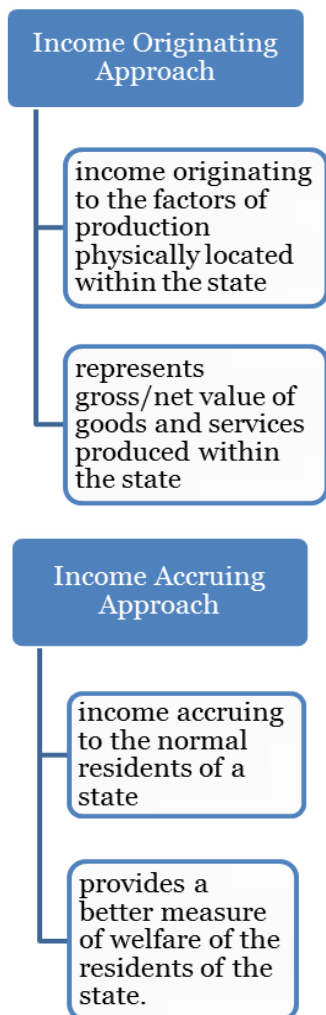 Income Originating
Approach
income originating
to the factors of
production
physically located
within the state
represents
gross/net value of
goods and services
produced within
the state
Income Accruing
Approach
income accruing
to the normal
residents of a
state
provides a
better measure
of welfare of the
residents of the
state.